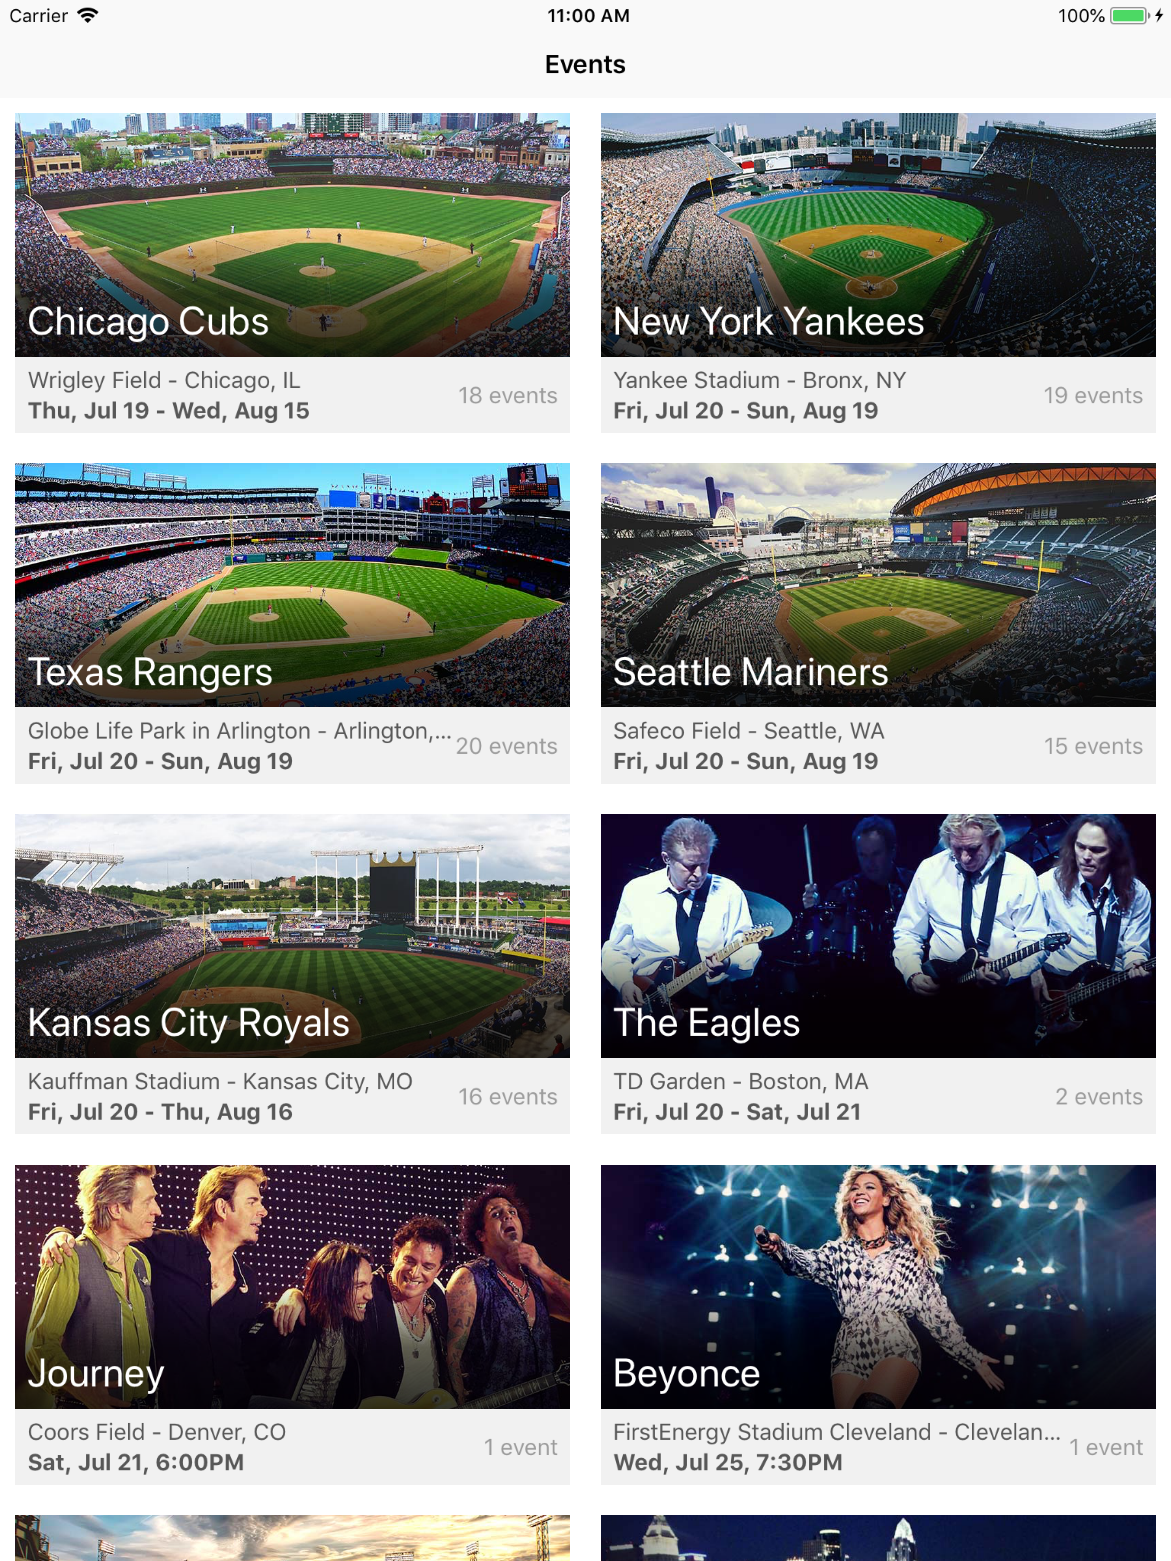 Carrier 11:00 AM 100%
Events
Chicago Cubs
Wrigley Field - Chicago, IL
Thu, Jul 19 - Wed, Aug 15
18 events
New York Yankees
Yankee Stadium - Bronx, NY
Fri, Jul 20 - Sun, Aug 19
19 events
Texas Rangers
Globe Life Park in Arlington - Arlington,...
Fri, Jul 20 - Sun, Aug 19
20 events
Seattle Mariners
Safeco Field - Seattle, WA
Fri, Jul 20 - Sun, Aug 19
15 events
Kansas City Royals
Kauffman Stadium - Kansas City, MO
Fri, Jul 20 - Thu, Aug 16
16 events
The Eagles
TD Garden - Boston, MA
Fri, Jul 20 - Sat, Jul 21
2 events
Journey
Coors Field - Denver, CO
Sat, Jul 21, 6:00PM
1 event
Beyonce
FirstEnergy Stadium Cleveland - Clevelan...
Wed, Jul 25, 7:30PM
1 event